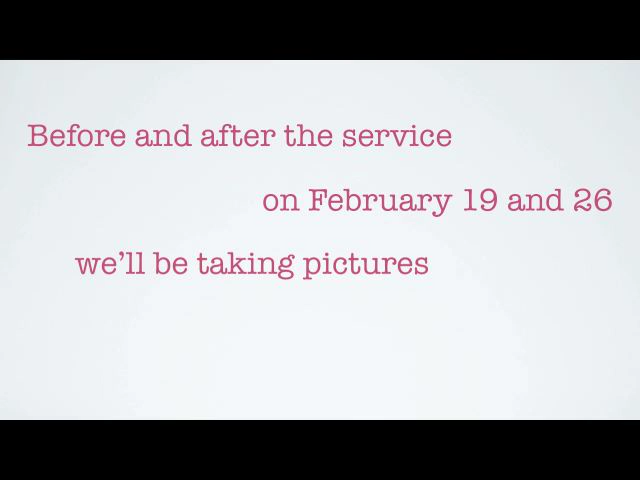 Before and after the service
on February 19 and 26
we'll be taking pictures